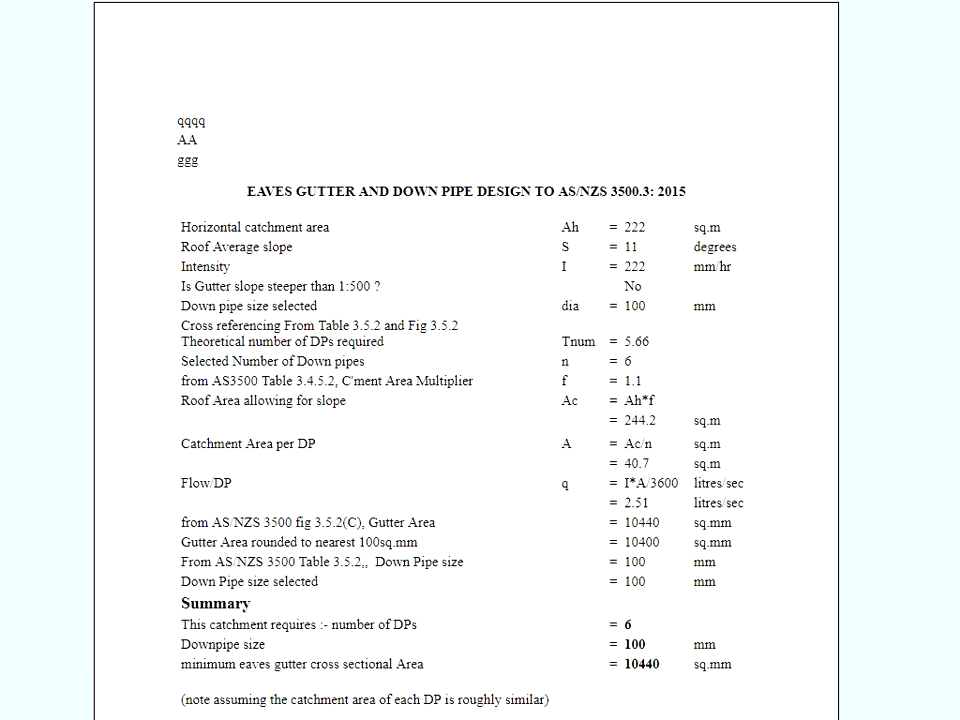 qqqq
AA
ggg
EAVES GUTTER AND DOWN PIPE DESIGN TO AS/NZS 3500.3: 2015
Horizontal catchment area Ah = 222 sq.m
Roof Average slope S = 11 degrees
Intensity I = 222 mm/hr
Is Gutter slope steeper than 1:500 ? No
Down pipe size selected dia = 100 mm
Cross referencing From Table 3.5.2 and Fig 3.5.2
Theoretical number of DPs required Tnum = 5.66
Selected Number of Down pipes n = 6
from AS3500 Table 3.4.5.2, C'ment Area Multiplier f = 1.1
Roof Area allowing for slope Ac = Ah*f
= 244.2 sq.m
Catchment Area per DP A = Ac/n sq.m
= 40.7 sq.m
Flow/DP q = I*A/3600 litres/sec
= 2.51 litres/sec
from AS/NZS 3500 fig 3.5.2(C), Gutter Area = 10440 sq.mm
Gutter Area rounded to nearest 100sq.mm = 10400 sq.mm
From AS/NZS 3500 Table 3.5.2,, Down Pipe size = 100 mm
Down Pipe size selected = 100 mm
Summary
This catchment requires :- number of DPs = 6
Downpipe size = 100 mm
minimum eaves gutter cross sectional Area = 10440 sq.mm
(note assuming the catchment area of each DP is roughly similar)